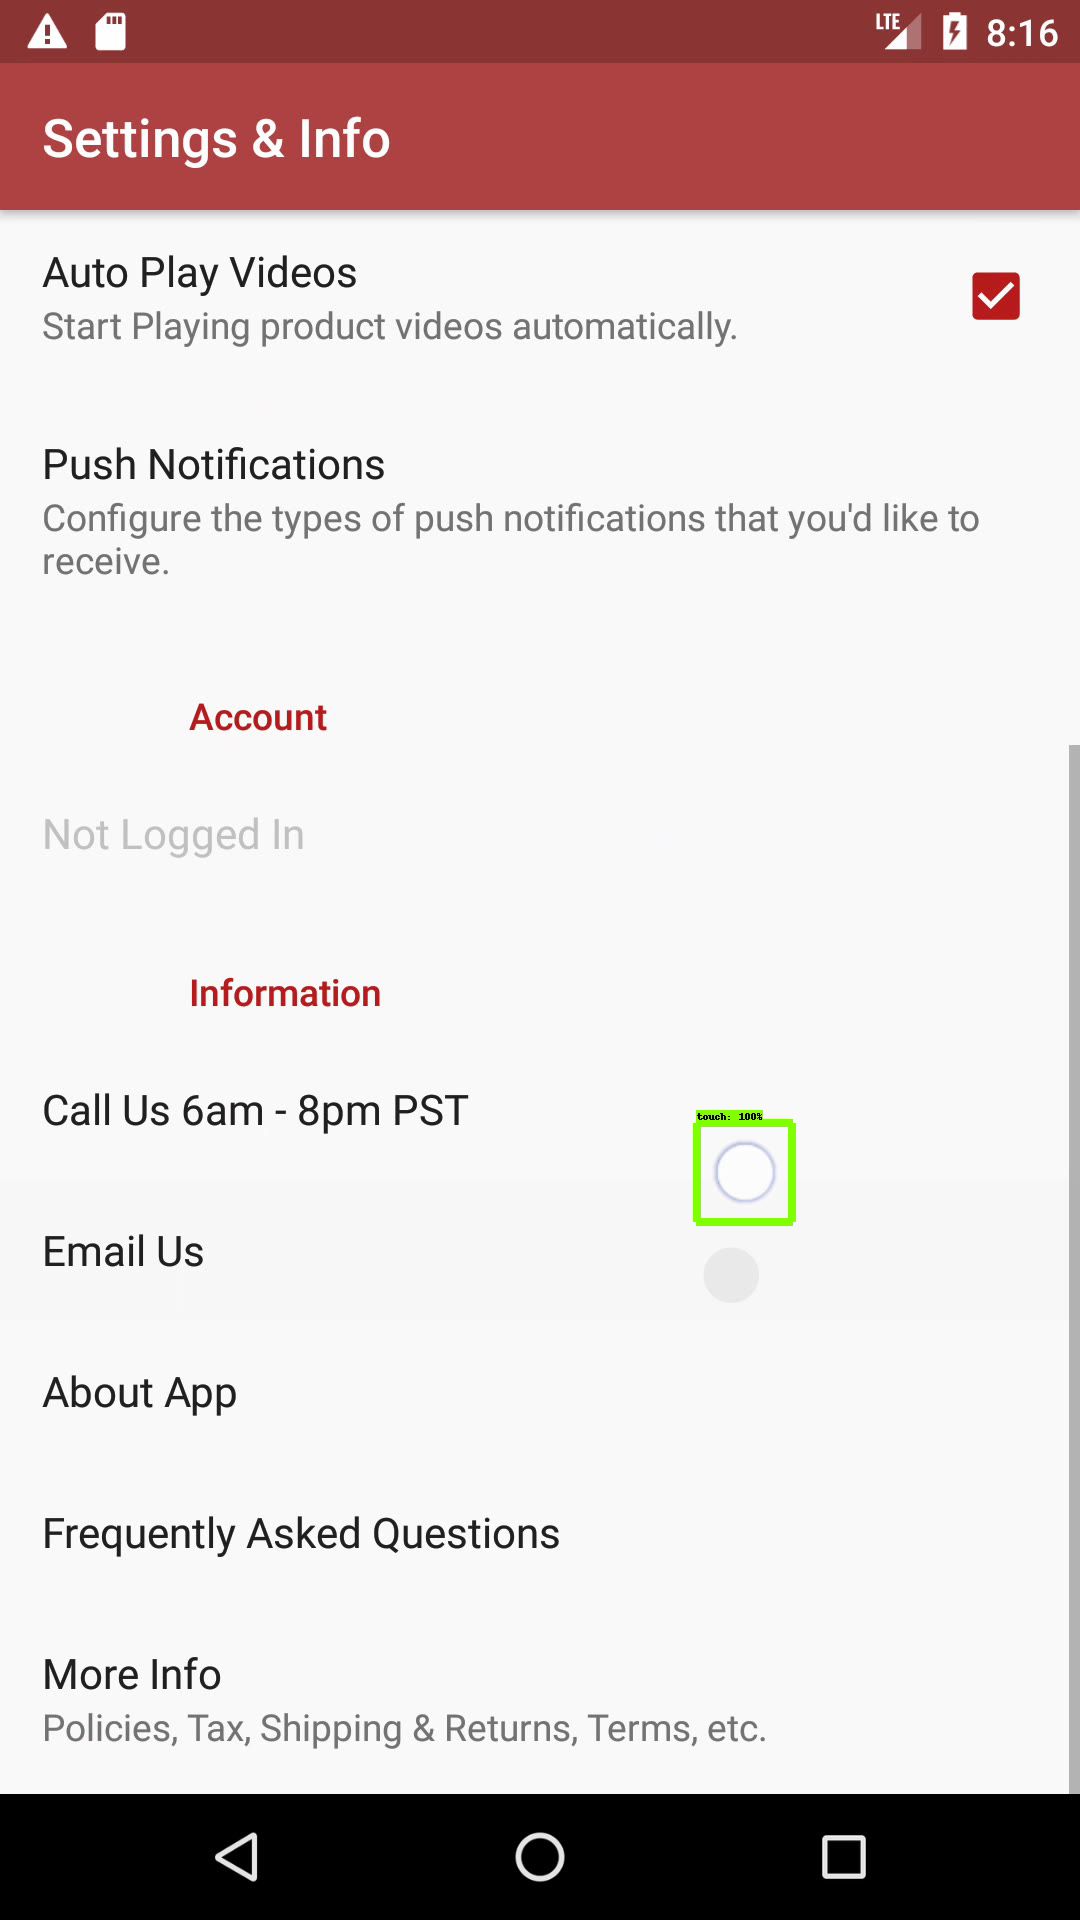 LTE 8:16
Settings & Info
Auto Play Videos
Start Playing product videos automatically.
Push Notifications
Configure the types of push notifications that you'd like to
receive.
Account
Not Logged In
Information
Call Us 6am - 8pm PST
touch: 100%
Email Us
About App
Frequently Asked Questions
More Info
Policies, Tax, Shipping & Returns, Terms, etc.